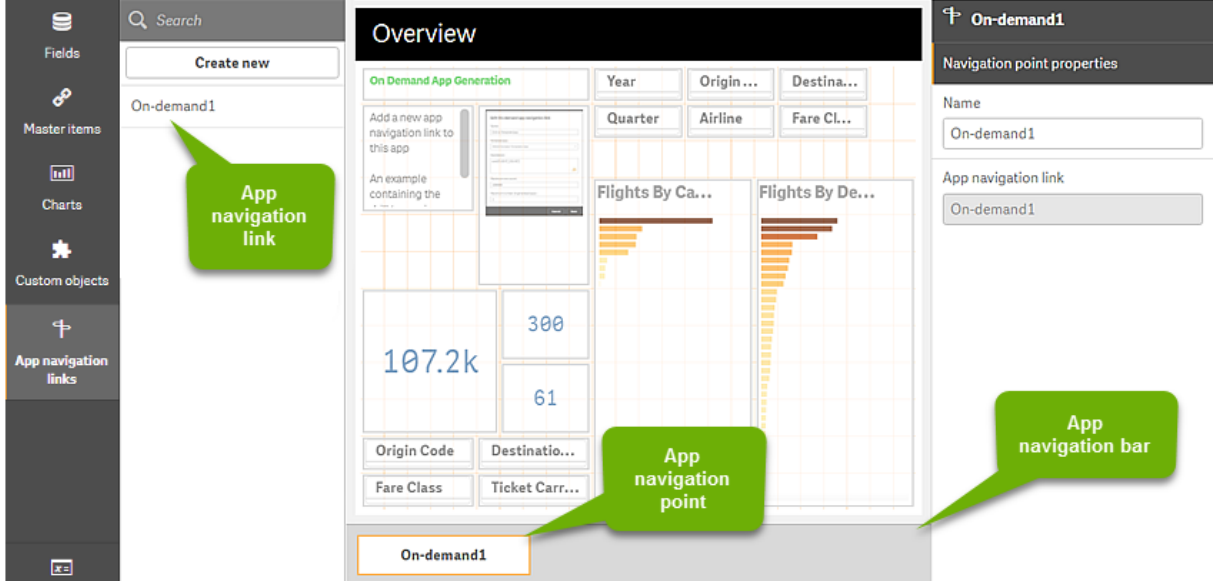 Fields
Master items
Charts
Custom objects
App navigation
links
Search
Create new
On-demand1
App
navigation
link
Overview
On Demand App Generation
Add a new app
navigation link to
this app
An example
containing the
Year
Origin ...
Destina...
Quarter
Airline
Fare Cl...
Flights By Ca...
Flights By De...
107.2k
300
61
Origin Code
Destinatio...
Fare Class
Ticket Carr...
App
navigation
point
On-demand1
App
navigation bar
On-demand1
Navigation point properties
Name
On-demand1
App navigation link
On-demand1